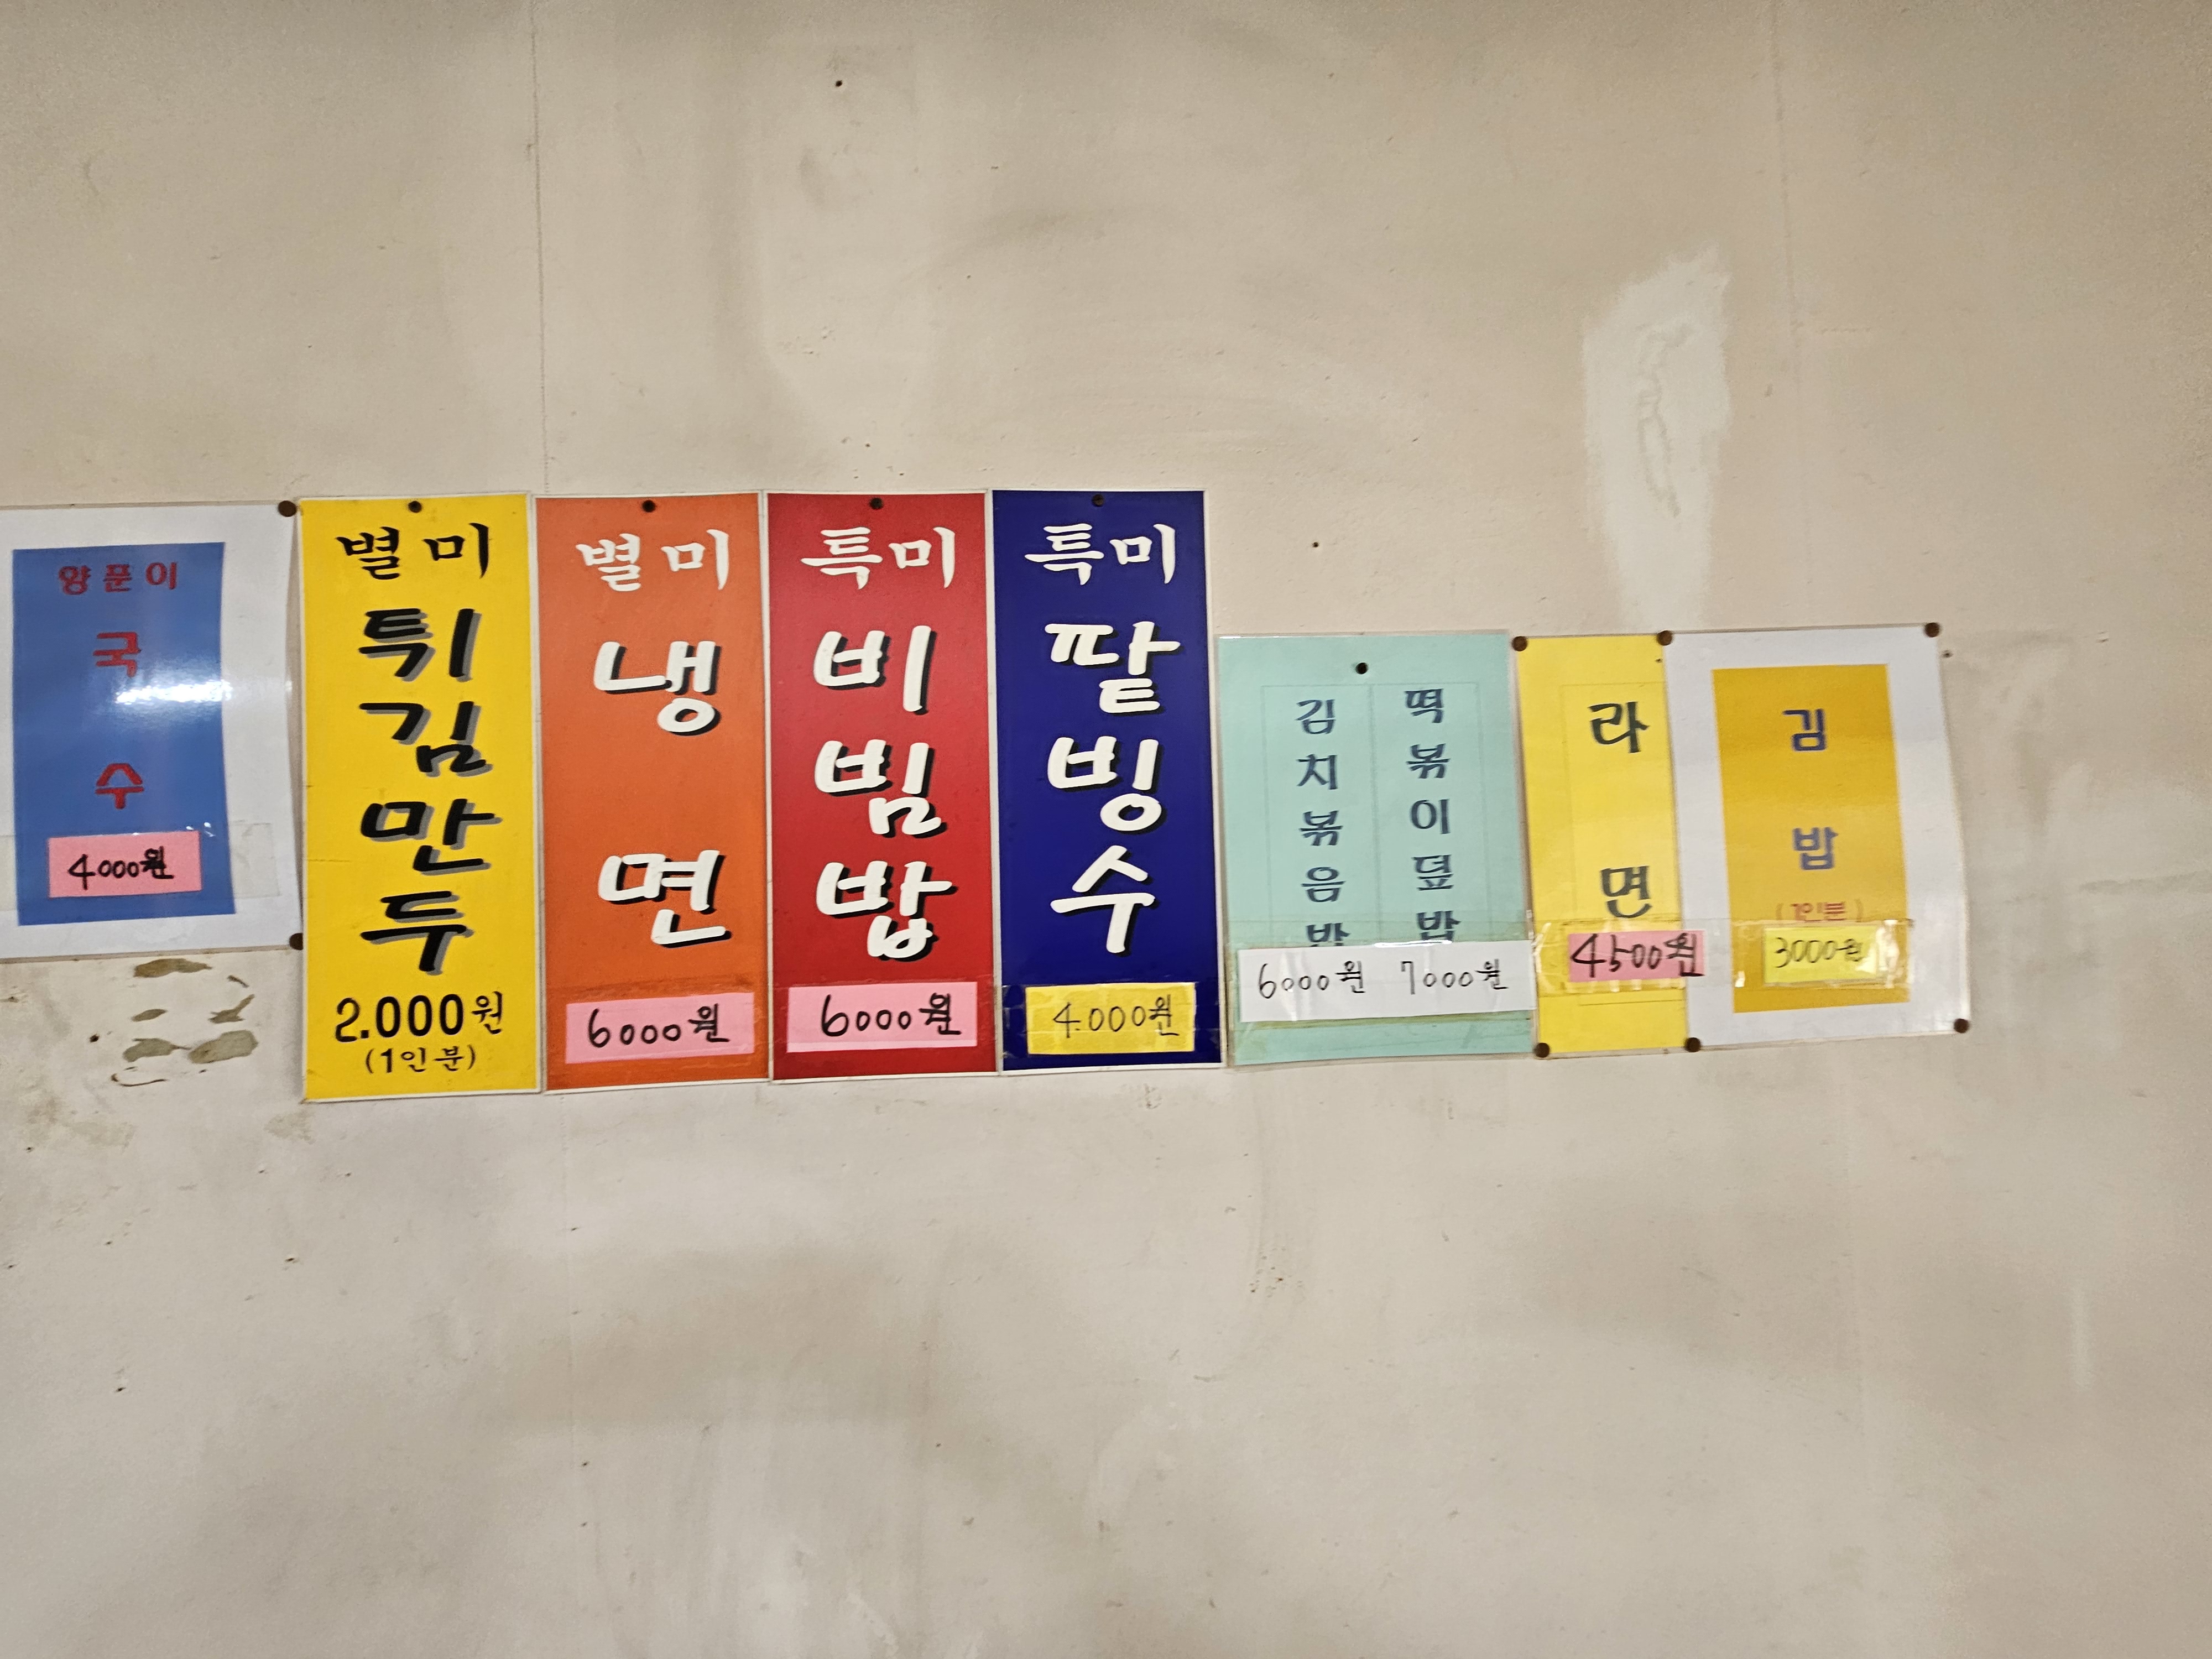 양푼이
국수
4000원
별미
튀김만두
2.000원
(1인분)
별미
냉면
6000원
특미
비빔밥
6000원
특미
팥빙수
4.000원
김치볶음밥
6000원
떡볶이덮밥
7000원
라면
4500원
김밥
(1인분)
3000원